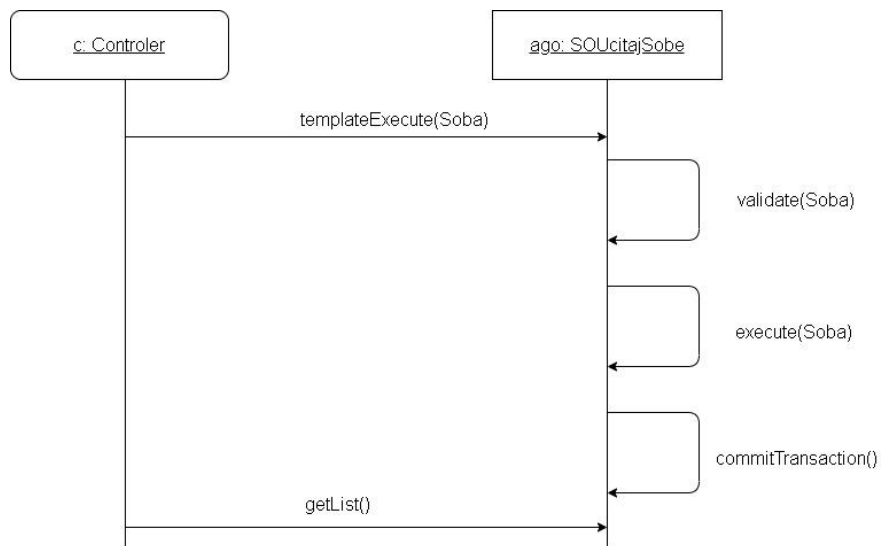 c: Controler
ago: SOUcitajSobe
templateExecute(Soba)
validate(Soba)
execute(Soba)
commitTransaction()
getList()